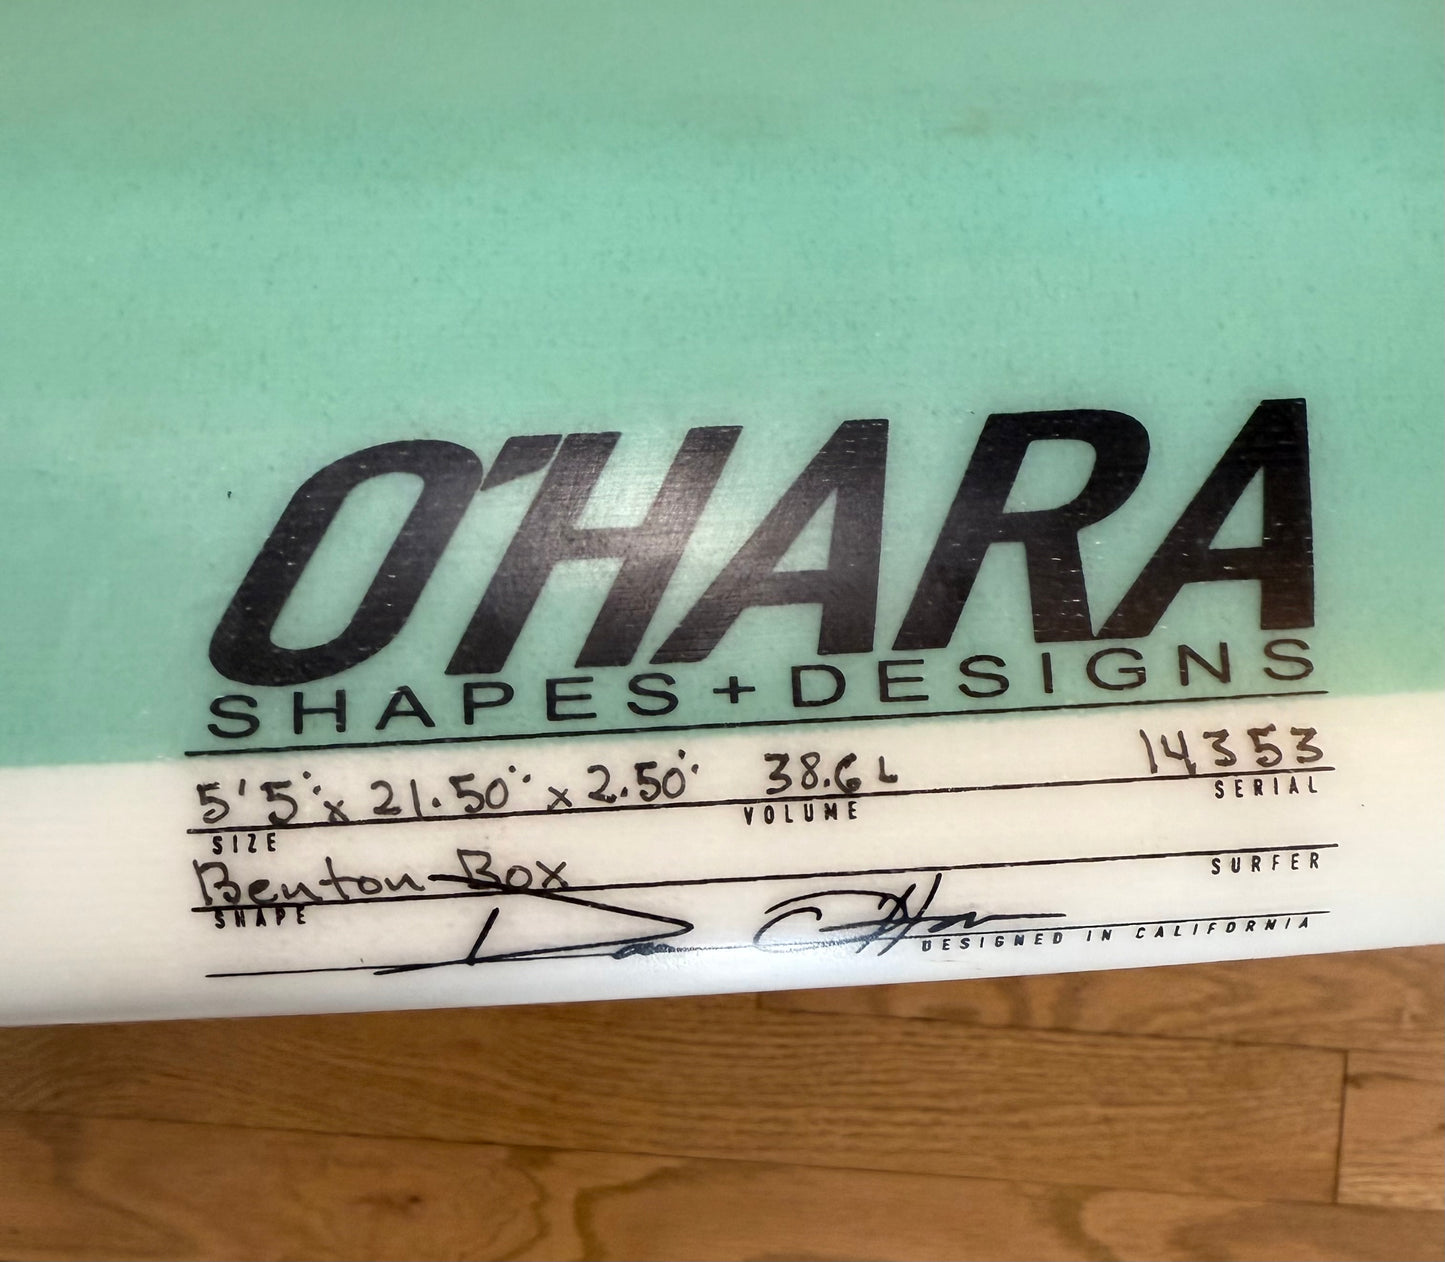 O'HARA
SHAPES + DESIGNS
5'5" x 21.50" x 2.50" 38.6 L 14353
SIZE VOLUME SERIAL
Benton Box
SHAPE SURFER
DESIGNED IN CALIFORNIA